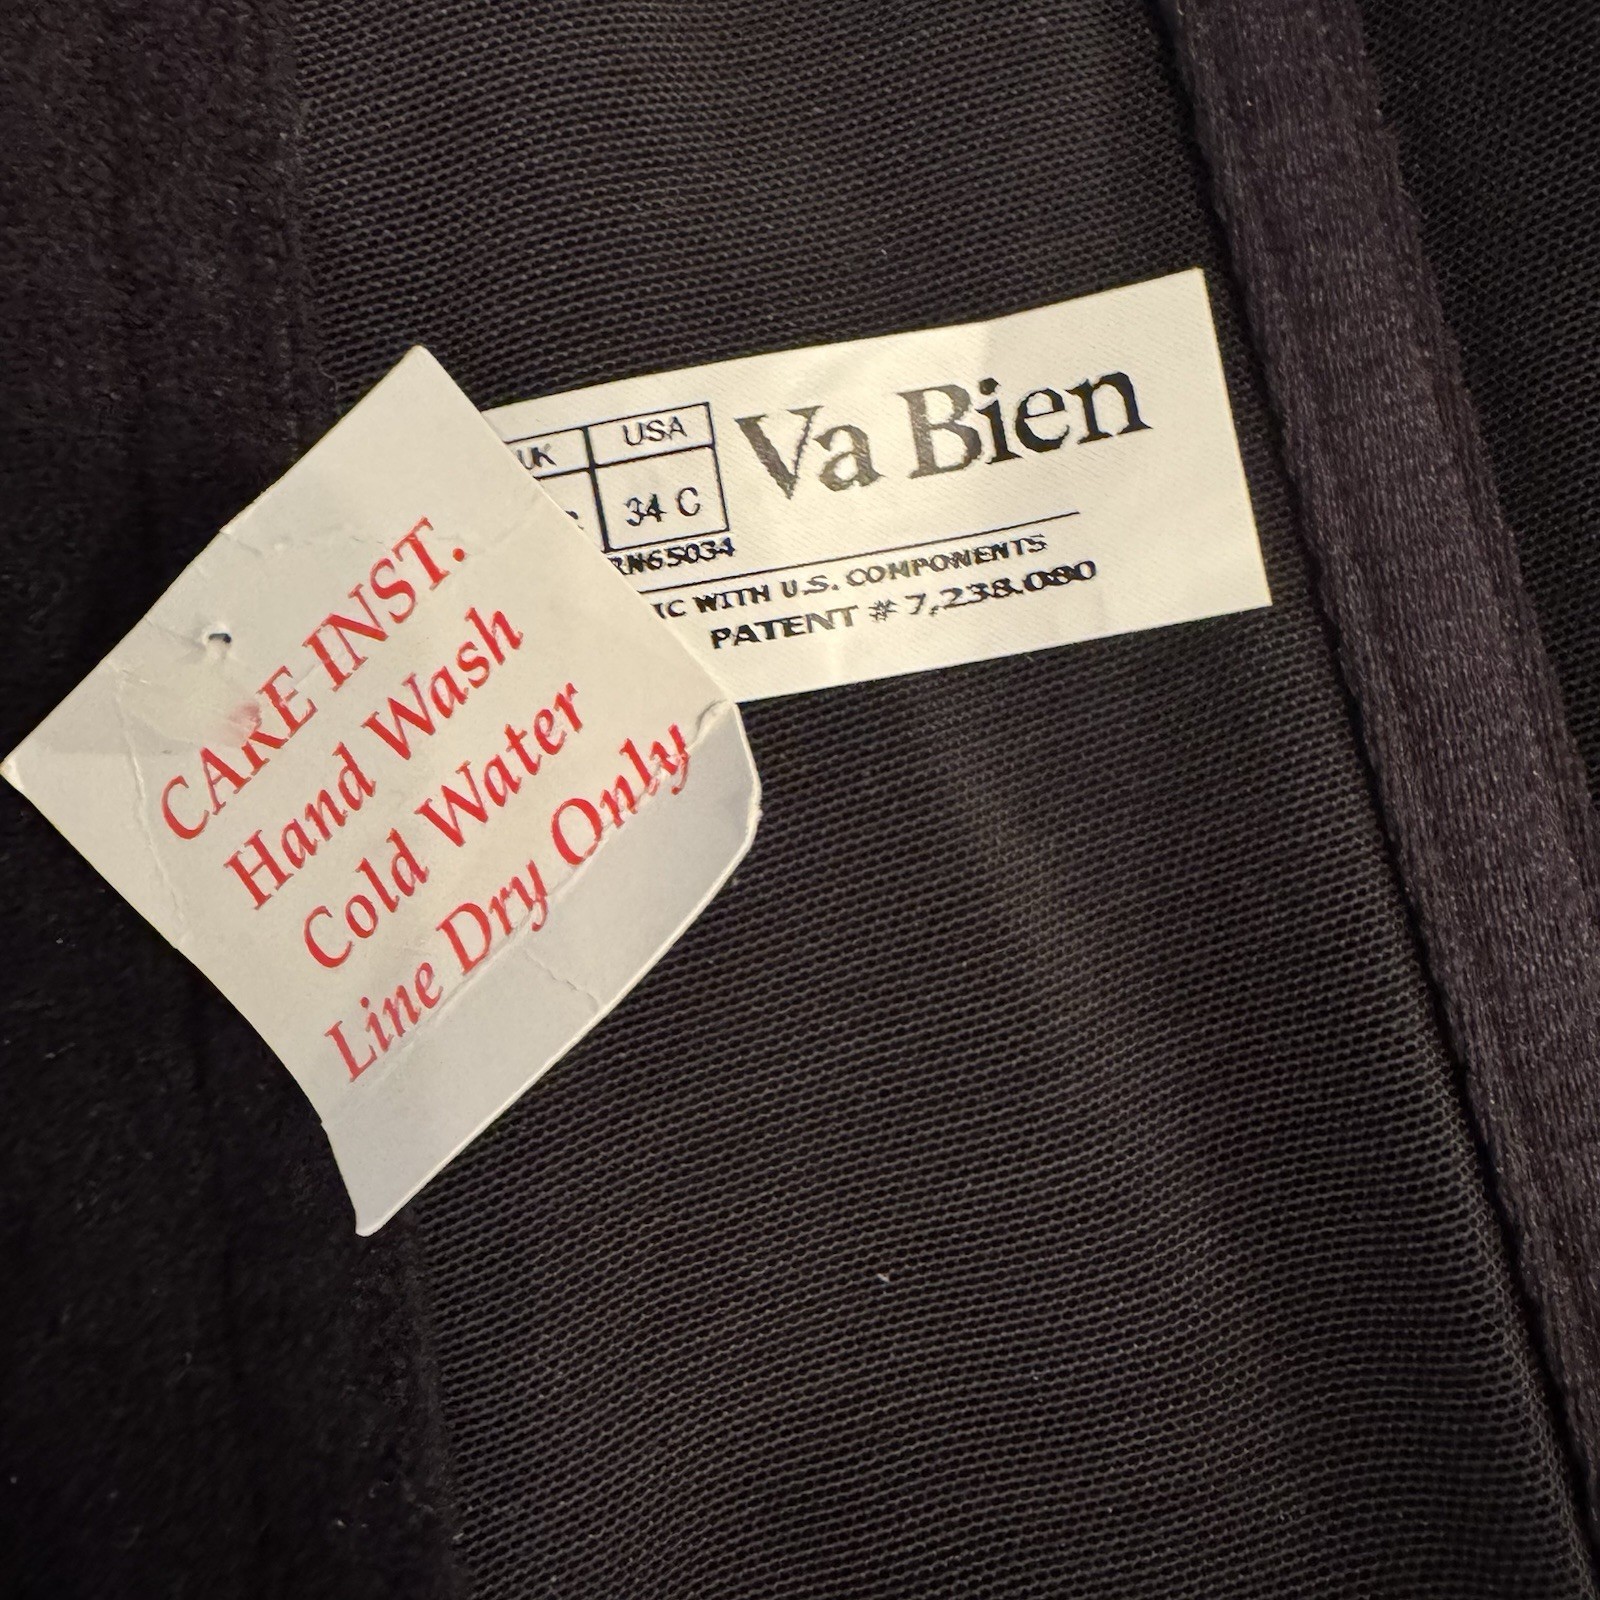 CARE INST.
Hand Wash
Cold Water
Line Dry Only
UK USA
34 C
RN65034
Va Bien
WITH U.S. COMPONENTS
PATENT # 7,238.080